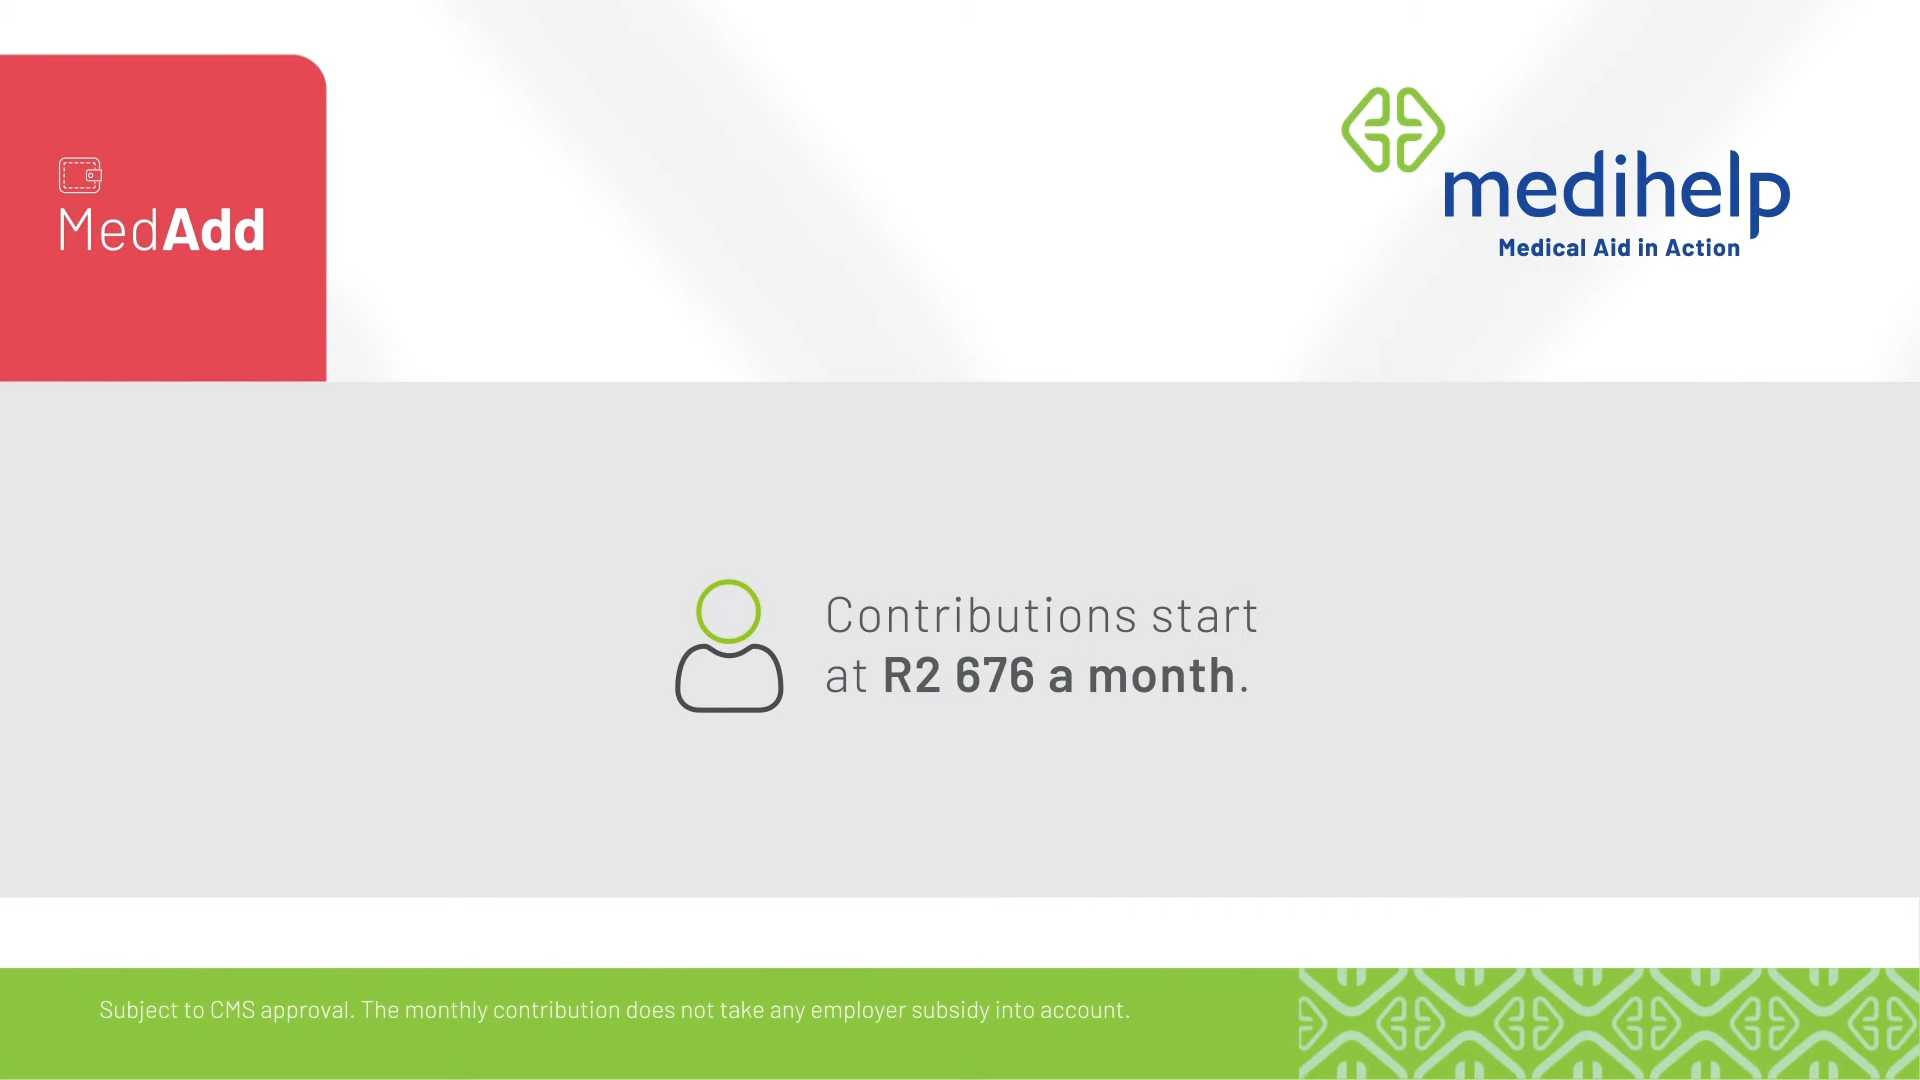 MedAdd
medihelp
Medical Aid in Action
Contributions start
at R2 676 a month.
Subject to CMS approval. The monthly contribution does not take any employer subsidy into account.